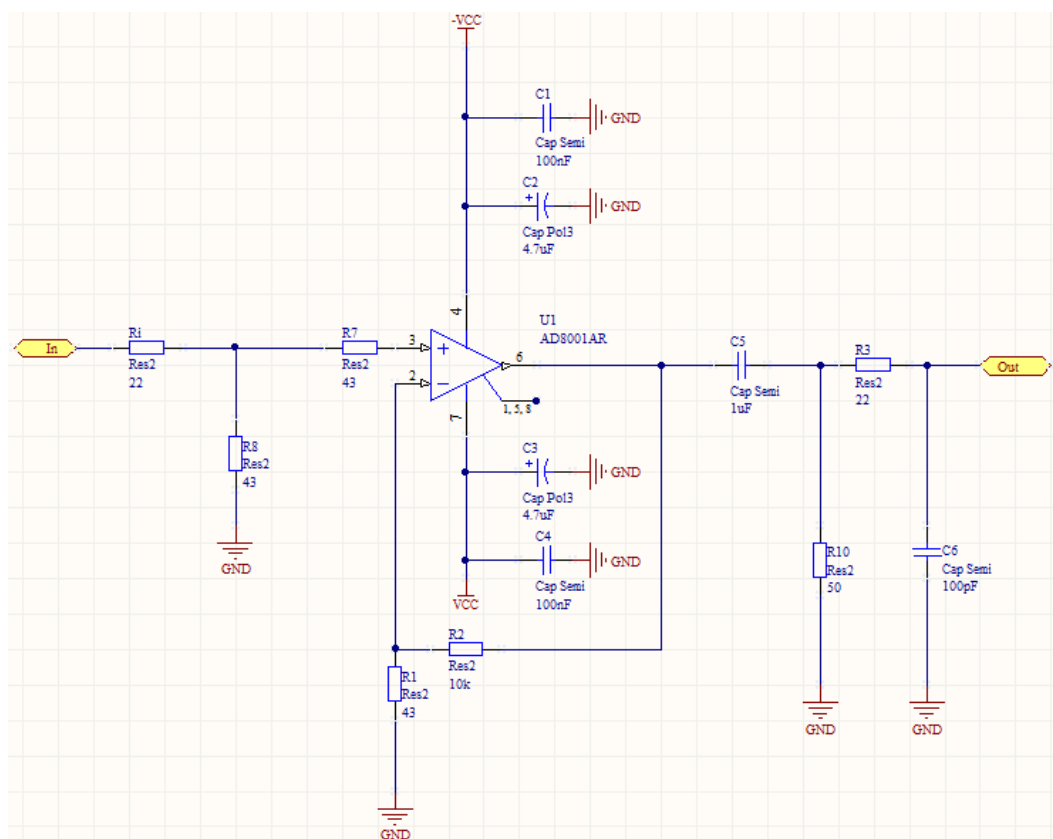 -VCC
C1
GND
Cap Semi
100nF
C2
+
GND
Cap Pol3
4.7uF
4
U1
AD8001AR
In
Ri
Res2
22
R7
Res2
43
3
+
2
−
6
1, 5, 8
7
C5
Cap Semi
1uF
R3
Res2
22
Out
R8
Res2
43
GND
C3
+
GND
Cap Pol3
4.7uF
C4
GND
Cap Semi
100nF
VCC
R10
Res2
50
GND
C6
Cap Semi
100pF
GND
R2
Res2
10k
R1
Res2
43
GND